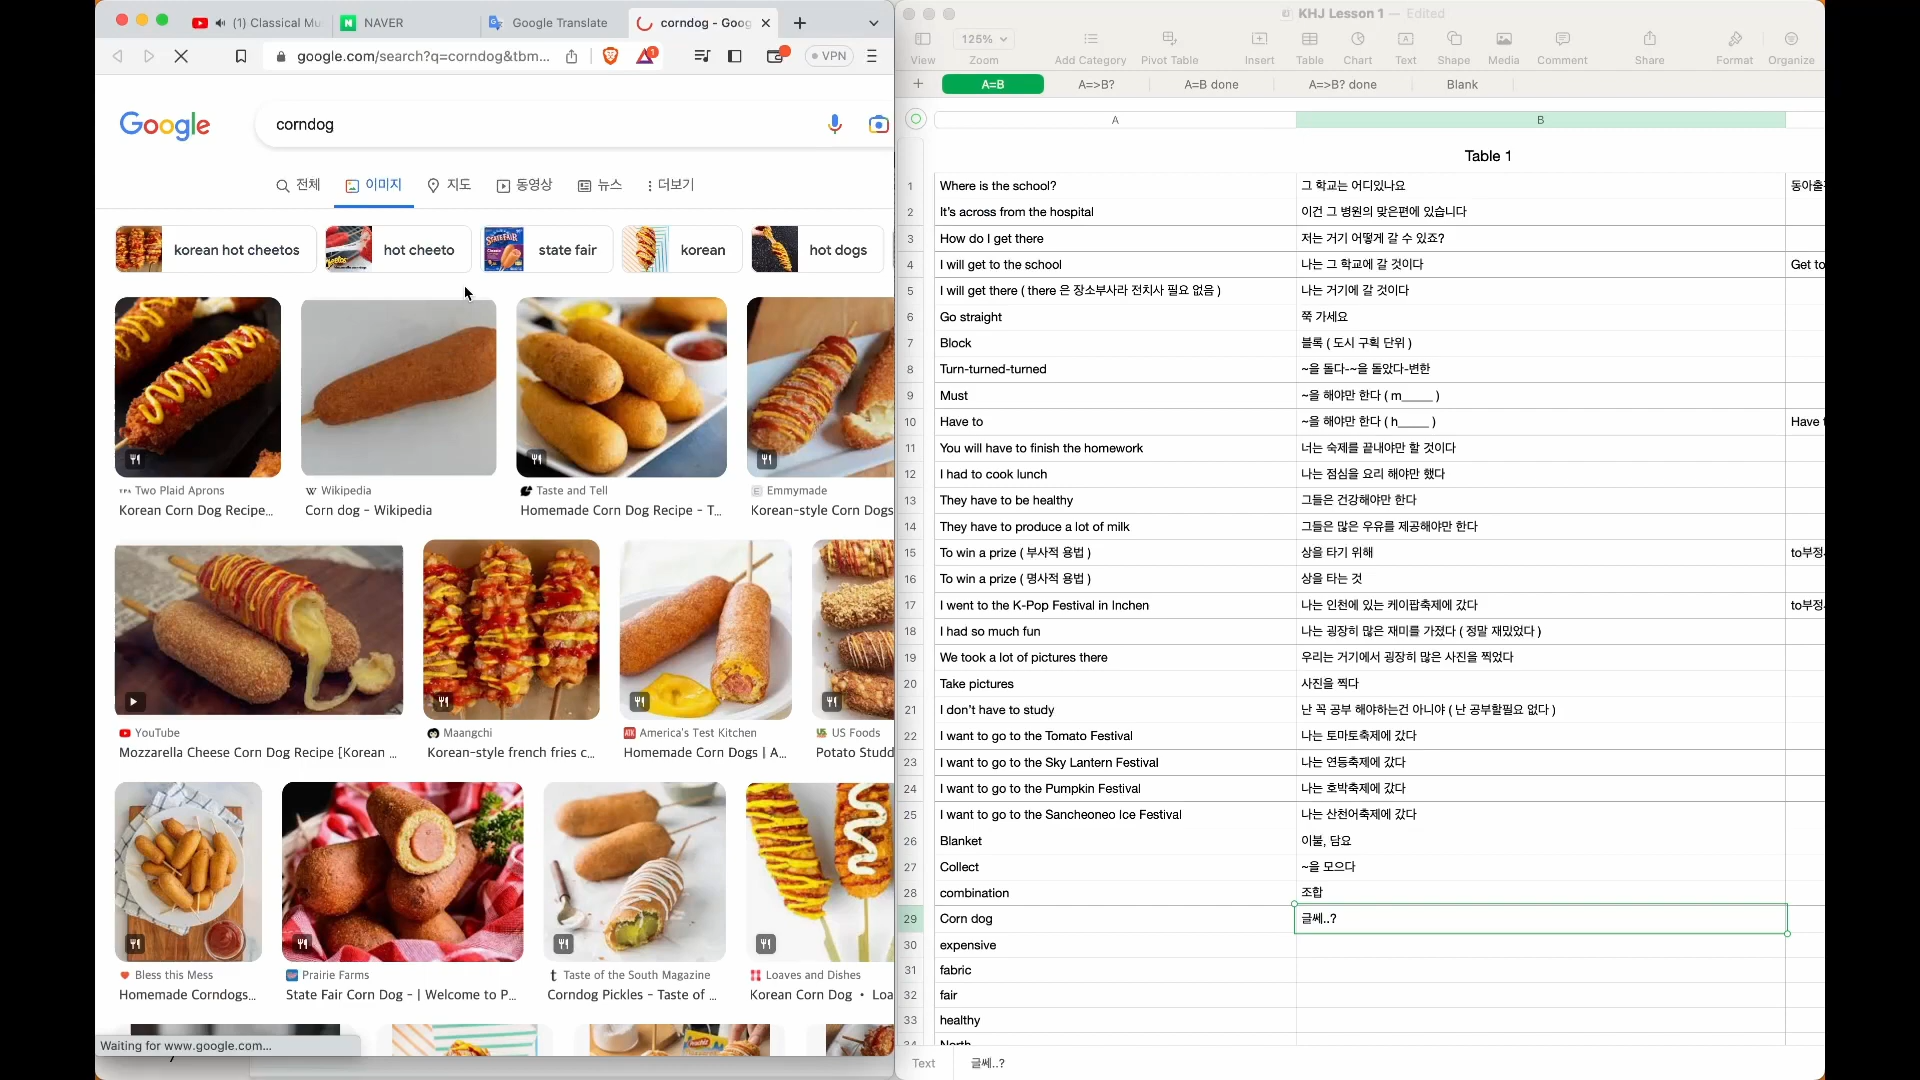 (1) Classical Mu
NAVER
Google Translate
corndog - Goog
google.com/search?q=corndog&tbm...
1
VPN
Google
corndog
전체
이미지
지도
동영상
뉴스
더보기
korean hot cheetos
hot cheeto
state fair
korean
hot dogs
Two Plaid Aprons
Korean Corn Dog Recipe...
Wikipedia
Corn dog - Wikipedia
Taste and Tell
Homemade Corn Dog Recipe - T...
Emmymade
Korean-style Corn Dogs
YouTube
Mozzarella Cheese Corn Dog Recipe [Korean ...
Maangchi
Korean-style french fries c...
America's Test Kitchen
Homemade Corn Dogs | A...
US Foods
Potato Studd
Bless this Mess
Homemade Corndogs...
Prairie Farms
State Fair Corn Dog - | Welcome to P...
Taste of the South Magazine
Corndog Pickles - Taste of ...
Loaves and Dishes
Korean Corn Dog • Loa
Waiting for www.google.com...
KHJ Lesson 1 — Edited
125%
View
Zoom
Add Category
Pivot Table
Insert
Table
Chart
Text
Shape
Media
Comment
Share
Format
Organize
A=B
A=>B?
A=B done
A=>B? done
Blank
A
B
Table 1
1 Where is the school? 그 학교는 어디있나요 동아출
2 It's across from the hospital 이건 그 병원의 맞은편에 있습니다
3 How do I get there 저는 거기 어떻게 갈 수 있죠?
4 I will get to the school 나는 그 학교에 갈 것이다 Get to
5 I will get there ( there 은 장소부사라 전치사 필요 없음 ) 나는 거기에 갈 것이다
6 Go straight 쭉 가세요
7 Block 블록 ( 도시 구획 단위 )
8 Turn-turned-turned ~을 돌다-~을 돌았다-변한
9 Must ~을 해야만 한다 ( m_____ )
10 Have to ~을 해야만 한다 ( h_____ ) Have t
11 You will have to finish the homework 너는 숙제를 끝내야만 할 것이다
12 I had to cook lunch 나는 점심을 요리 해야만 했다
13 They have to be healthy 그들은 건강해야만 한다
14 They have to produce a lot of milk 그들은 많은 우유를 제공해야만 한다
15 To win a prize ( 부사적 용법 ) 상을 타기 위해 to부정
16 To win a prize ( 명사적 용법 ) 상을 타는 것
17 I went to the K-Pop Festival in Inchen 나는 인천에 있는 케이팝축제에 갔다 to부정
18 I had so much fun 나는 굉장히 많은 재미를 가졌다 ( 정말 재밌었다 )
19 We took a lot of pictures there 우리는 거기에서 굉장히 많은 사진을 찍었다
20 Take pictures 사진을 찍다
21 I don't have to study 난 꼭 공부 해야하는건 아니야 ( 난 공부할필요 없다 )
22 I want to go to the Tomato Festival 나는 토마토축제에 갔다
23 I want to go to the Sky Lantern Festival 나는 연등축제에 갔다
24 I want to go to the Pumpkin Festival 나는 호박축제에 갔다
25 I want to go to the Sancheoneo Ice Festival 나는 산천어축제에 갔다
26 Blanket 이불, 담요
27 Collect ~을 모으다
28 combination 조합
29 Corn dog 글쎄..?
30 expensive
31 fabric
32 fair
33 healthy
34 North
Text 글쎄..?